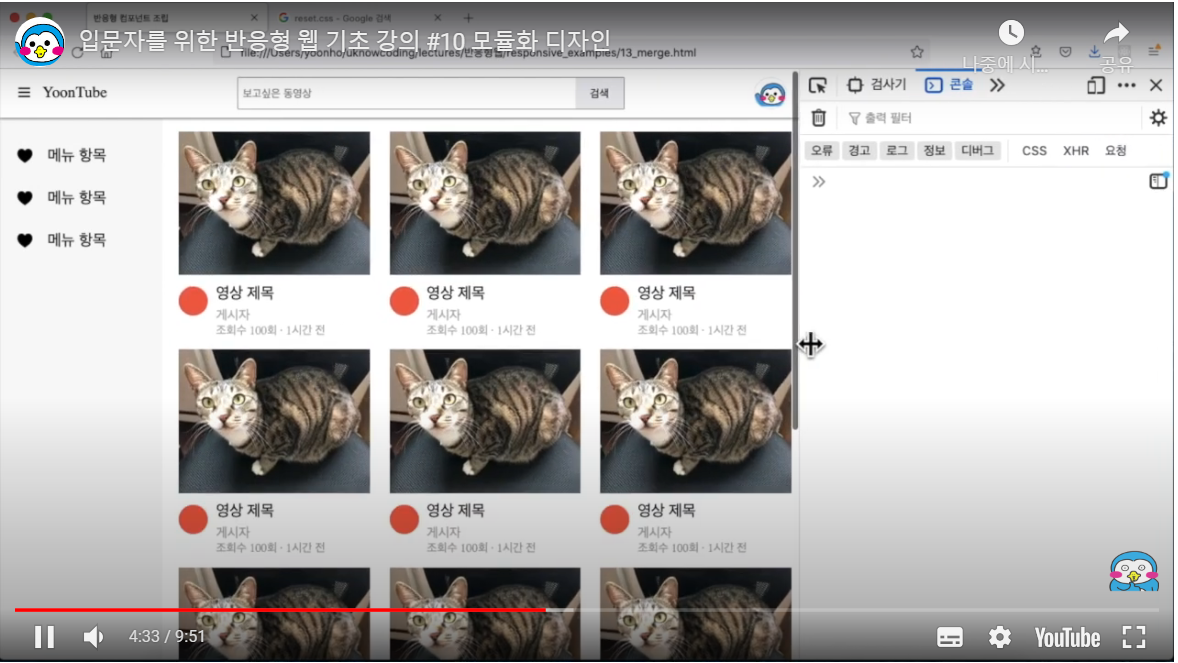 반응형 컴포넌트 조립
reset.css - Google 검색
입문자를 위한 반응형 웹 기초 강의 #10 모듈화 디자인
file:///Users/yoonho/uknowcoding/lectures/반응형웹/responsive_examples/13_merge.html
나중에 시...
공유
YoonTube
보고싶은 동영상
검색
검사기
콘솔
출력 필터
오류 경고 로그 정보 디버그 CSS XHR 요청
메뉴 항목
메뉴 항목
메뉴 항목
영상 제목 영상 제목 영상 제목
게시자 게시자 게시자
조회수 100회 · 1시간 전 조회수 100회 · 1시간 전 조회수 100회 · 1시간 전
영상 제목 영상 제목 영상 제목
게시자 게시자 게시자
조회수 100회 · 1시간 전 조회수 100회 · 1시간 전 조회수 100회 · 1시간 전
4:33 / 9:51
YouTube